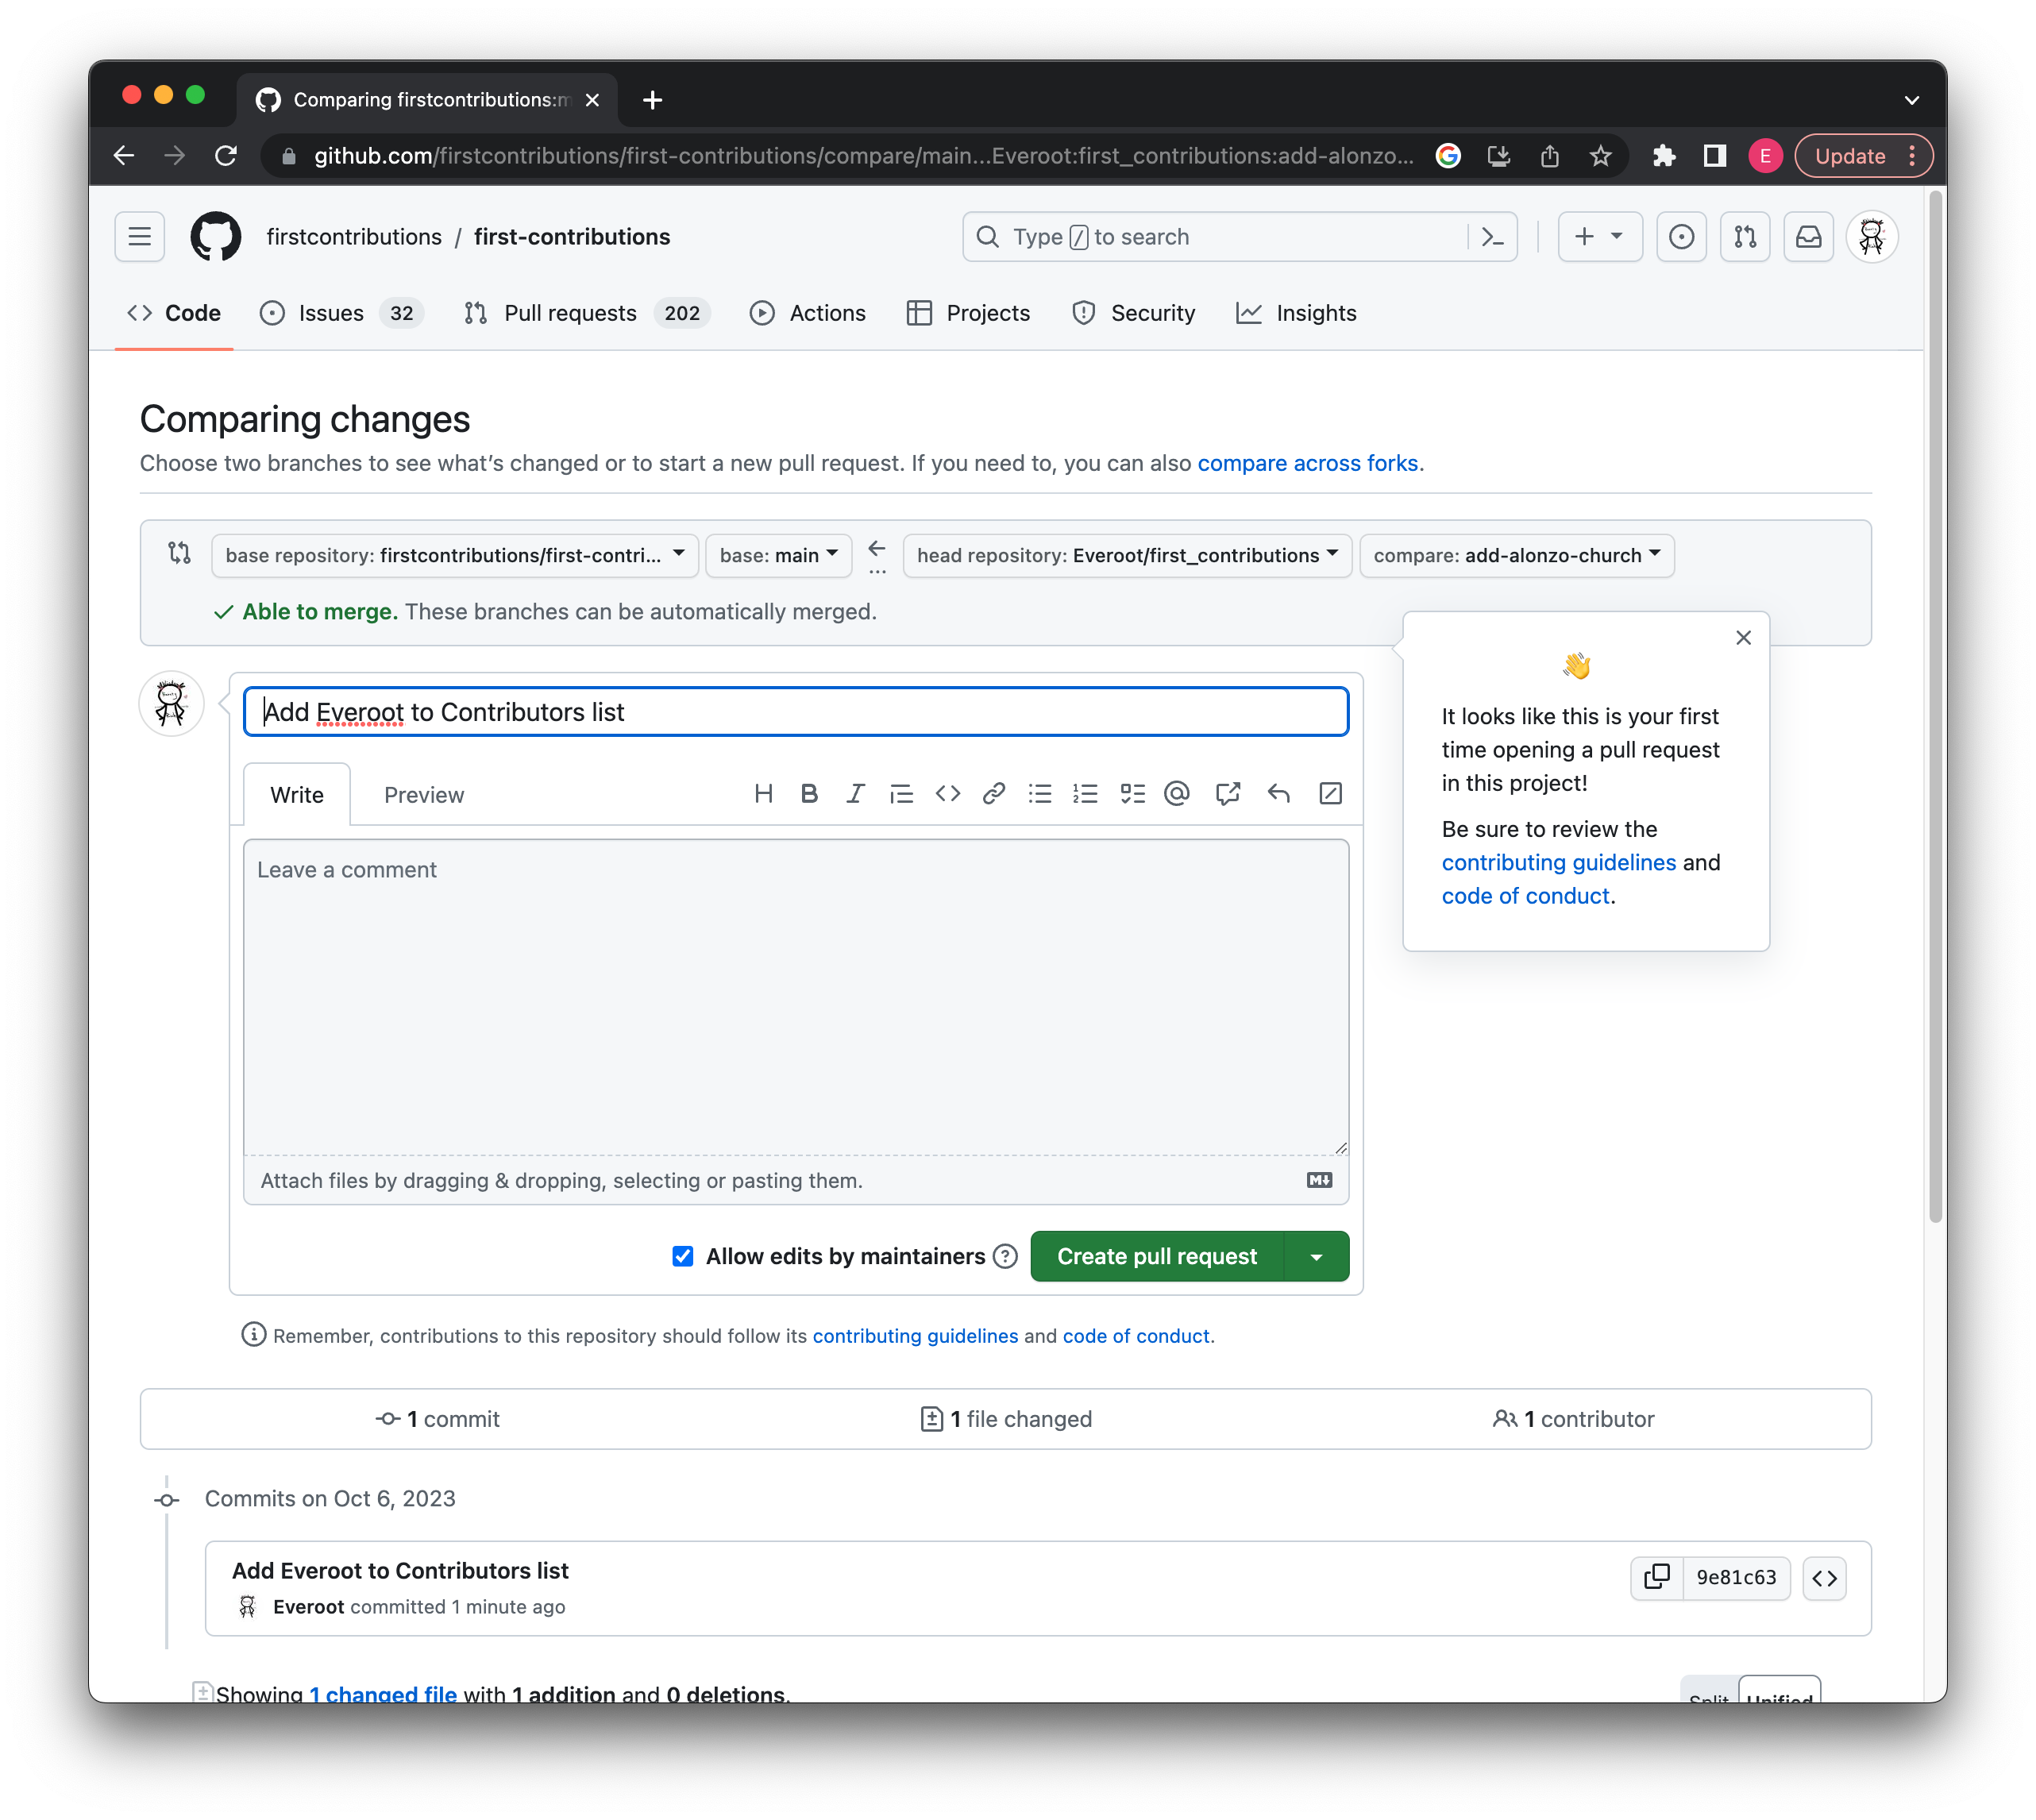 Comparing firstcontributions:m
github.com/firstcontributions/first-contributions/compare/main...Everoot:first_contributions:add-alonzo...
E
Update
firstcontributions / first-contributions
Type / to search
Code
Issues 32
Pull requests 202
Actions
Projects
Security
Insights
Comparing changes
Choose two branches to see what's changed or to start a new pull request. If you need to, you can also compare across forks.
base repository: firstcontributions/first-contri...
base: main
head repository: Everoot/first_contributions
compare: add-alonzo-church
Able to merge. These branches can be automatically merged.
Add Everoot to Contributors list
Write
Preview
Leave a comment
Attach files by dragging & dropping, selecting or pasting them.
Allow edits by maintainers
Create pull request
It looks like this is your first
time opening a pull request
in this project!
Be sure to review the
contributing guidelines and
code of conduct.
Remember, contributions to this repository should follow its contributing guidelines and code of conduct.
1 commit
1 file changed
1 contributor
Commits on Oct 6, 2023
Add Everoot to Contributors list
Everoot committed 1 minute ago
9e81c63
Showing 1 changed file with 1 addition and 0 deletions.
Split
Unified